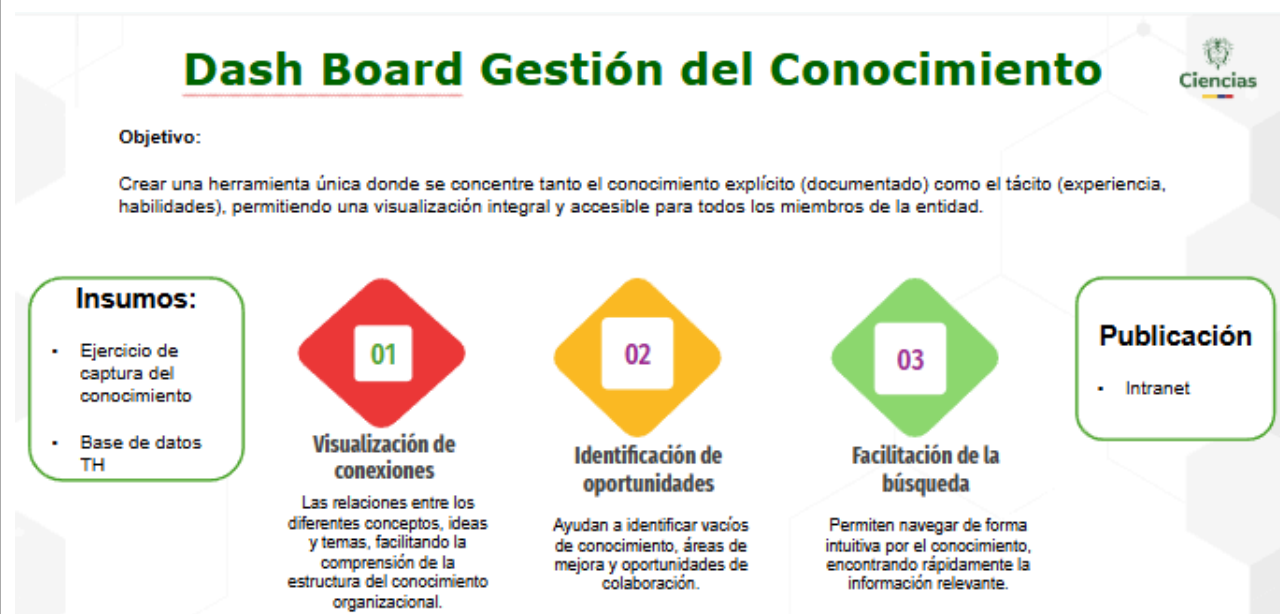 Dash Board Gestión del Conocimiento
Ciencias
Objetivo:
Crear una herramienta única donde se concentre tanto el conocimiento explícito (documentado) como el tácito (experiencia,
habilidades), permitiendo una visualización integral y accesible para todos los miembros de la entidad.
Insumos:
• Ejercicio de
captura del
conocimiento
• Base de datos
TH
01
Visualización de
conexiones
Las relaciones entre los
diferentes conceptos, ideas
y temas, facilitando la
comprensión de la
estructura del conocimiento
organizacional.
02
Identificación de
oportunidades
Ayudan a identificar vacíos
de conocimiento, áreas de
mejora y oportunidades de
colaboración.
03
Facilitación de la
búsqueda
Permiten navegar de forma
intuitiva por el conocimiento,
encontrando rápidamente la
información relevante.
Publicación
• Intranet